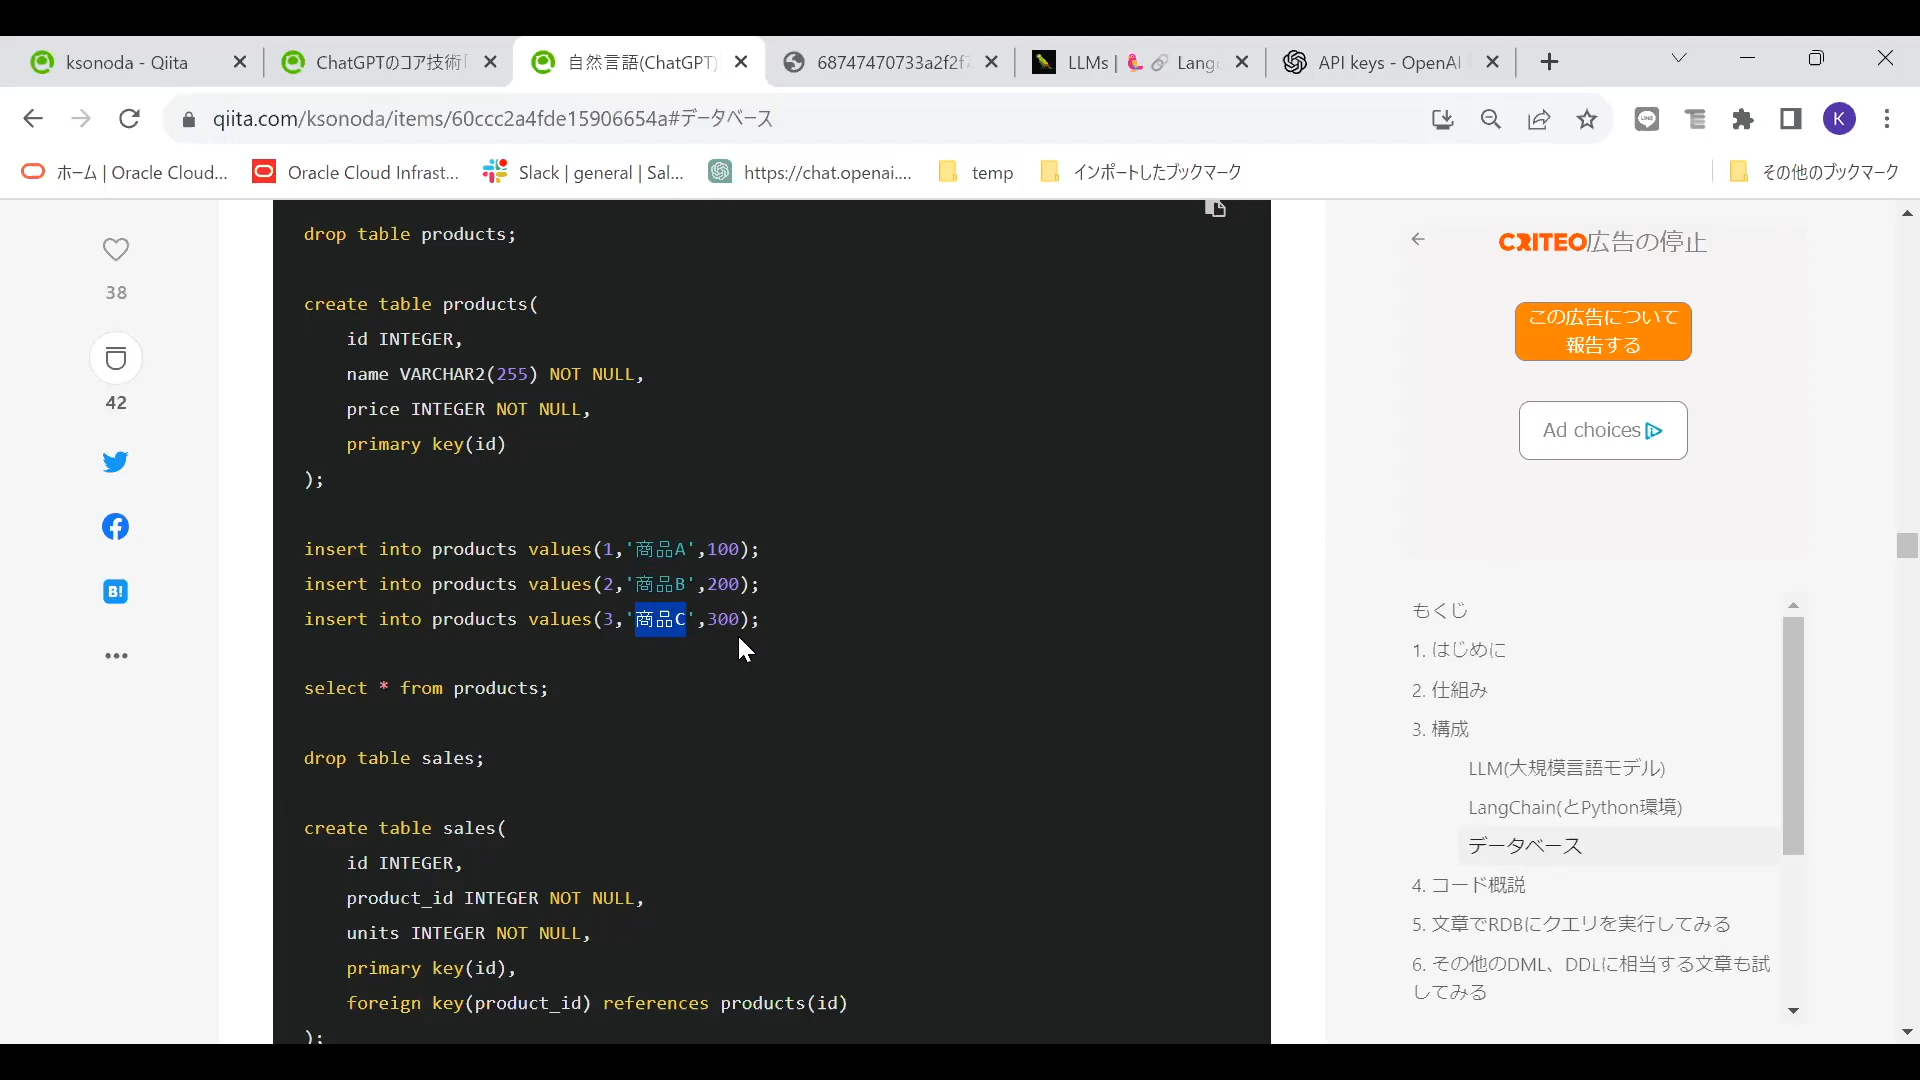 ksonoda - Qiita
ChatGPTのコア技術「
自然言語(ChatGPT)
68747470733a2f2f7
LLMs | 🦜️🔗 Lang
API keys - OpenAI
qiita.com/ksonoda/items/60ccc2a4fde15906654a#データベース
K
ホーム | Oracle Cloud...
Oracle Cloud Infrast...
Slack | general | Sal...
https://chat.openai....
temp
インポートしたブックマーク
その他のブックマーク
38
42
B!
drop table products;
create table products(
id INTEGER,
name VARCHAR2(255) NOT NULL,
price INTEGER NOT NULL,
primary key(id)
);
insert into products values(1,'商品A',100);
insert into products values(2,'商品B',200);
insert into products values(3,'商品C',300);
select * from products;
drop table sales;
create table sales(
id INTEGER,
product_id INTEGER NOT NULL,
units INTEGER NOT NULL,
primary key(id),
foreign key(product_id) references products(id)
);
CRITEO広告の停止
この広告について
報告する
Ad choices
もくじ
1. はじめに
2. 仕組み
3. 構成
LLM(大規模言語モデル)
LangChain(とPython環境)
データベース
4. コード概説
5. 文章でRDBにクエリを実行してみる
6. その他のDML、DDLに相当する文章も試
してみる